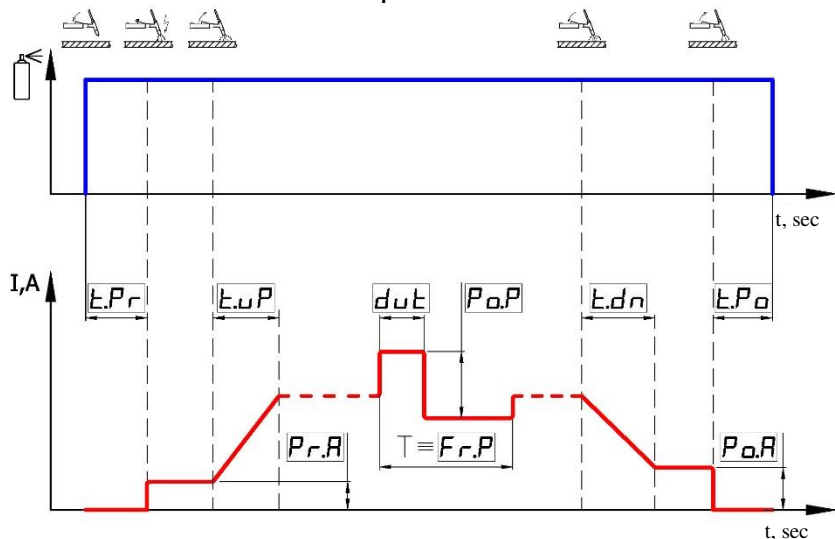 t, sec
I,A
t.Pr
t.uP
dut
Po.P
t.dn
t.Po
Pr.A
T ≡ Fr.P
Po.A
t, sec